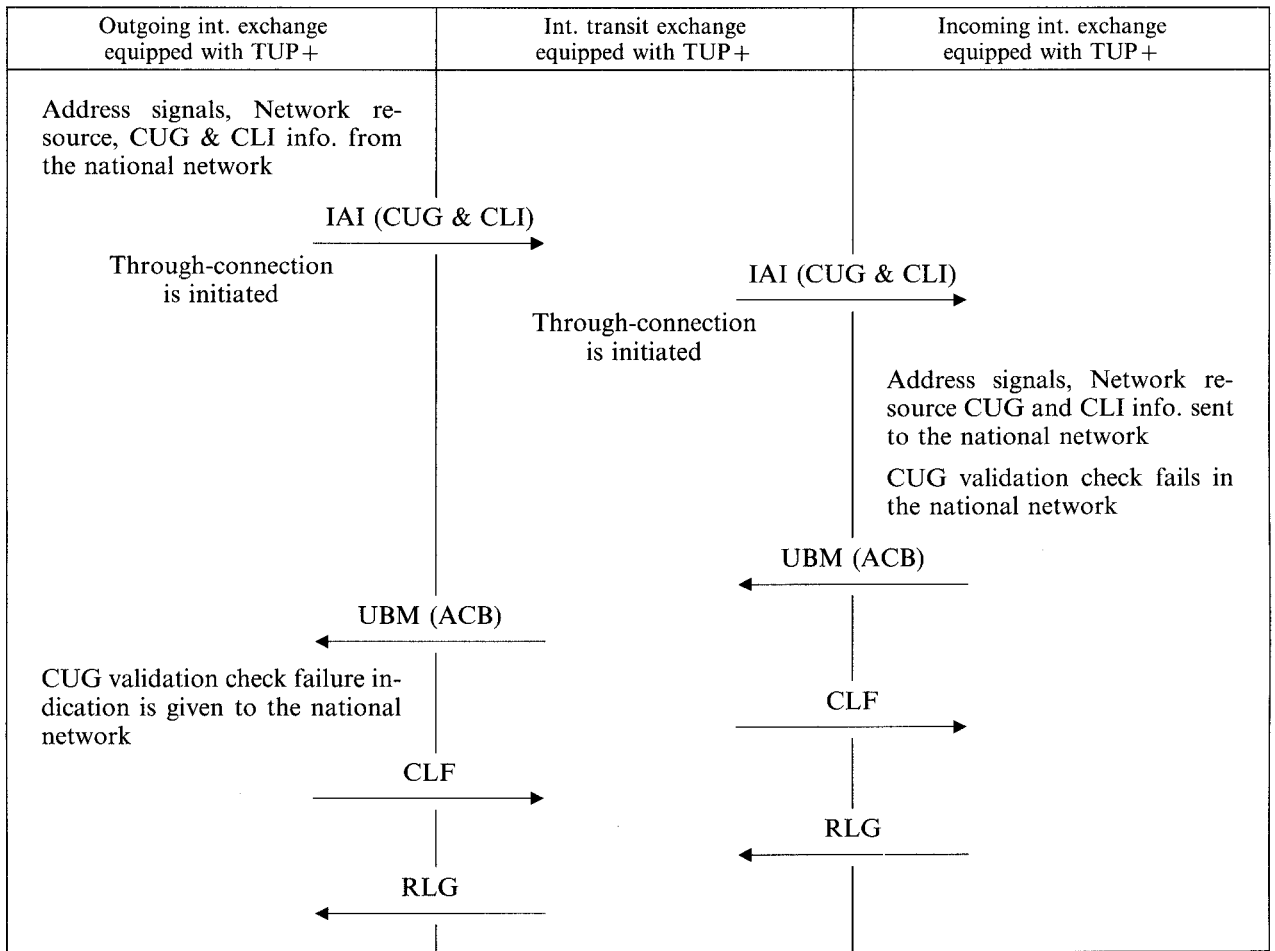 Outgoing int. exchange
equipped with TUP+
Int. transit exchange
equipped with TUP+
Incoming int. exchange
equipped with TUP+
Address signals, Network re-
source, CUG & CLI info. from
the national network
IAI (CUG & CLI)
Through-connection
is initiated
IAI (CUG & CLI)
Through-connection
is initiated
Address signals, Network re-
source CUG and CLI info. sent
to the national network
CUG validation check fails in
the national network
UBM (ACB)
UBM (ACB)
CUG validation check failure in-
dication is given to the national
network
CLF
CLF
RLG
RLG